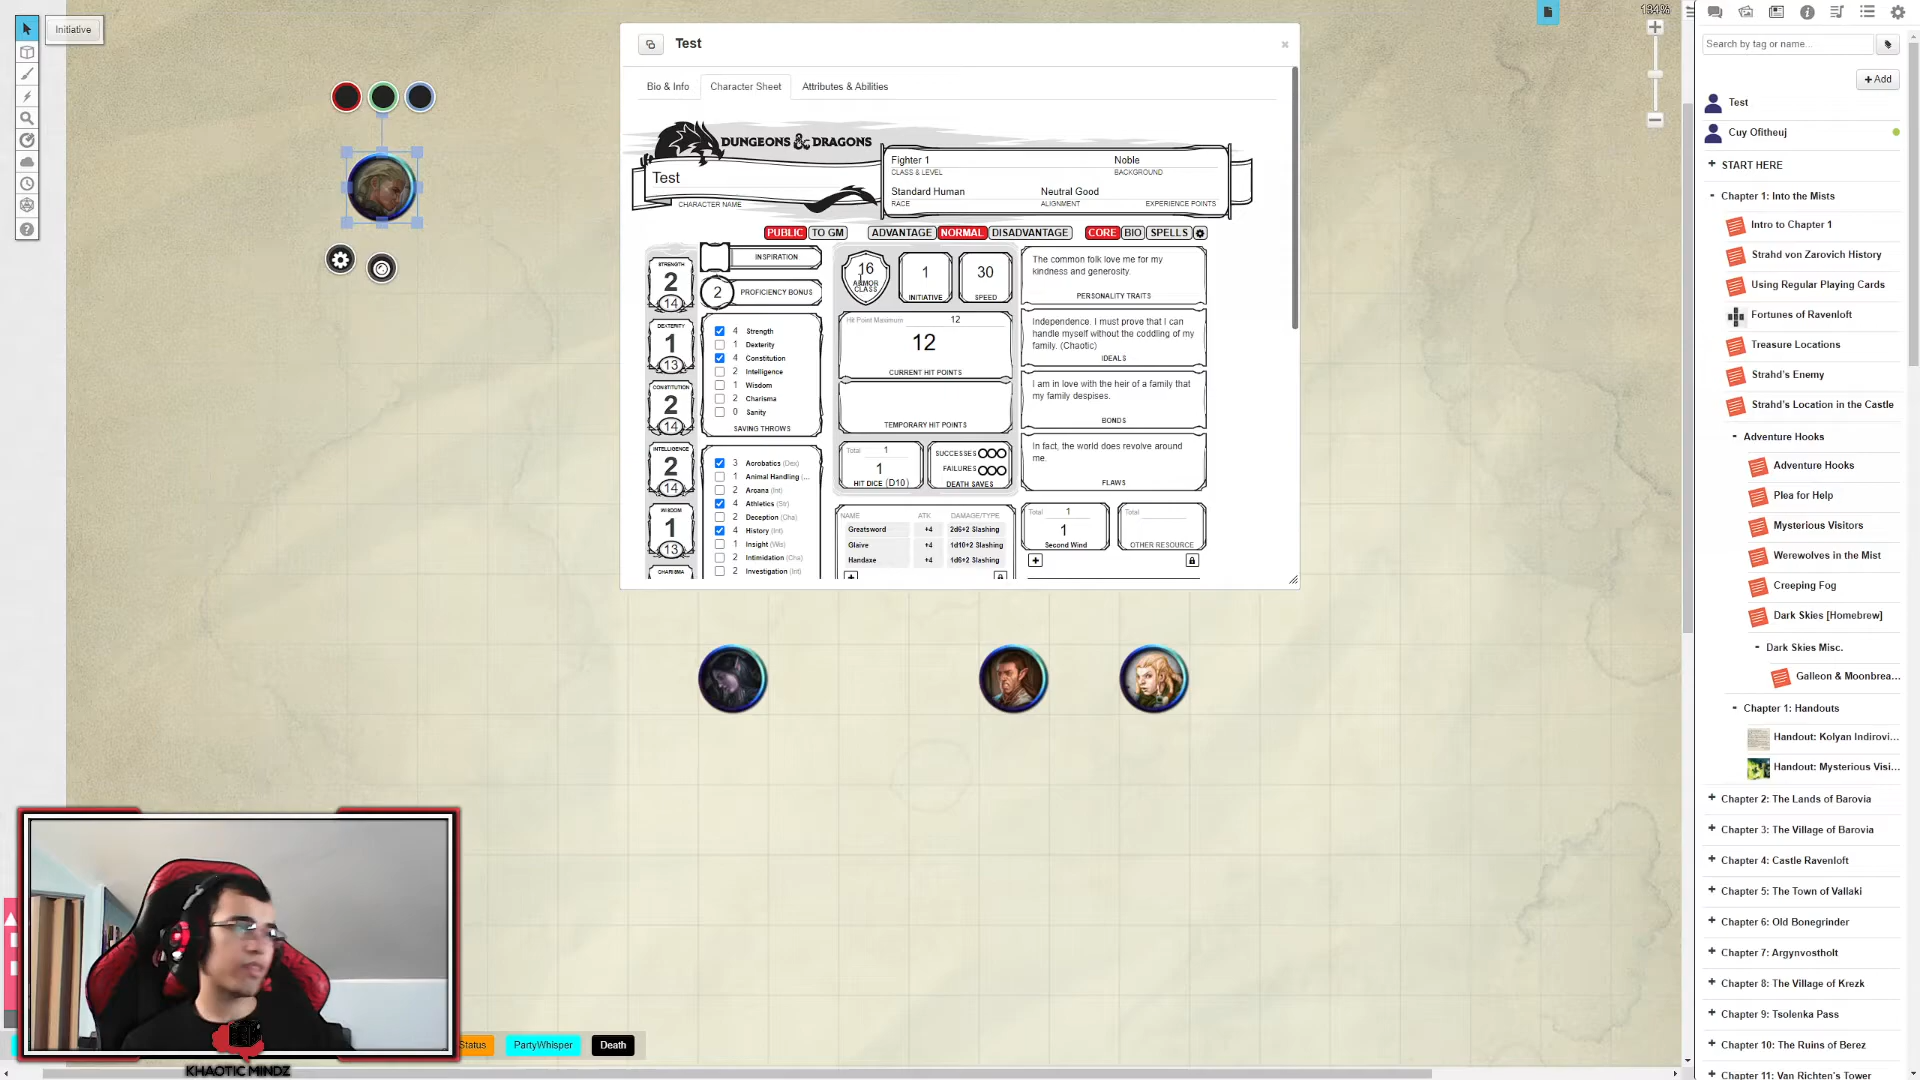 Initiative
Test
Bio & Info
Character Sheet
Attributes & Abilities
DUNGEONS & DRAGONS
Test
CHARACTER NAME
Fighter 1
CLASS & LEVEL
Noble
BACKGROUND
Standard Human
RACE
Neutral Good
ALIGNMENT
EXPERIENCE POINTS
PUBLIC
TO GM
ADVANTAGE
NORMAL
DISADVANTAGE
CORE
BIO
SPELLS
STRENGTH
2
14
DEXTERITY
1
13
CONSTITUTION
2
14
INTELLIGENCE
2
14
WISDOM
1
13
CHARISMA
INSPIRATION
2
PROFICIENCY BONUS
4 Strength
1 Dexterity
4 Constitution
2 Intelligence
1 Wisdom
2 Charisma
0 Sanity
SAVING THROWS
3 Acrobatics (Dex)
1 Animal Handling (...
2 Arcana (Int)
4 Athletics (Str)
2 Deception (Cha)
4 History (Int)
1 Insight (Wis)
2 Intimidation (Cha)
2 Investigation (Int)
16
ARMOR CLASS
1
INITIATIVE
30
SPEED
Hit Point Maximum 12
12
CURRENT HIT POINTS
TEMPORARY HIT POINTS
Total 1
1
HIT DICE (D10)
SUCCESSES
FAILURES
DEATH SAVES
NAME ATK DAMAGE/TYPE
Greatsword +4 2d6+2 Slashing
Glaive +4 1d10+2 Slashing
Handaxe +4 1d6+2 Slashing
The common folk love me for my
kindness and generosity.
PERSONALITY TRAITS
Independence. I must prove that I can
handle myself without the coddling of my
family. (Chaotic)
IDEALS
I am in love with the heir of a family that
my family despises.
BONDS
In fact, the world does revolve around
me.
FLAWS
Total 1
1
Second Wind
Total
OTHER RESOURCE
Search by tag or name...
+ Add
Test
Cuy Ofitheuj
START HERE
Chapter 1: Into the Mists
Intro to Chapter 1
Strahd von Zarovich History
Using Regular Playing Cards
Fortunes of Ravenloft
Treasure Locations
Strahd's Enemy
Strahd's Location in the Castle
Adventure Hooks
Adventure Hooks
Plea for Help
Mysterious Visitors
Werewolves in the Mist
Creeping Fog
Dark Skies [Homebrew]
Dark Skies Misc.
Galleon & Moonbrea...
Chapter 1: Handouts
Handout: Kolyan Indirovi...
Handout: Mysterious Visi...
Chapter 2: The Lands of Barovia
Chapter 3: The Village of Barovia
Chapter 4: Castle Ravenloft
Chapter 5: The Town of Vallaki
Chapter 6: Old Bonegrinder
Chapter 7: Argynvostholt
Chapter 8: The Village of Krezk
Chapter 9: Tsolenka Pass
Chapter 10: The Ruins of Berez
Chapter 11: Van Richten's Tower
Status
PartyWhisper
Death
KHAOTIC MINDZ